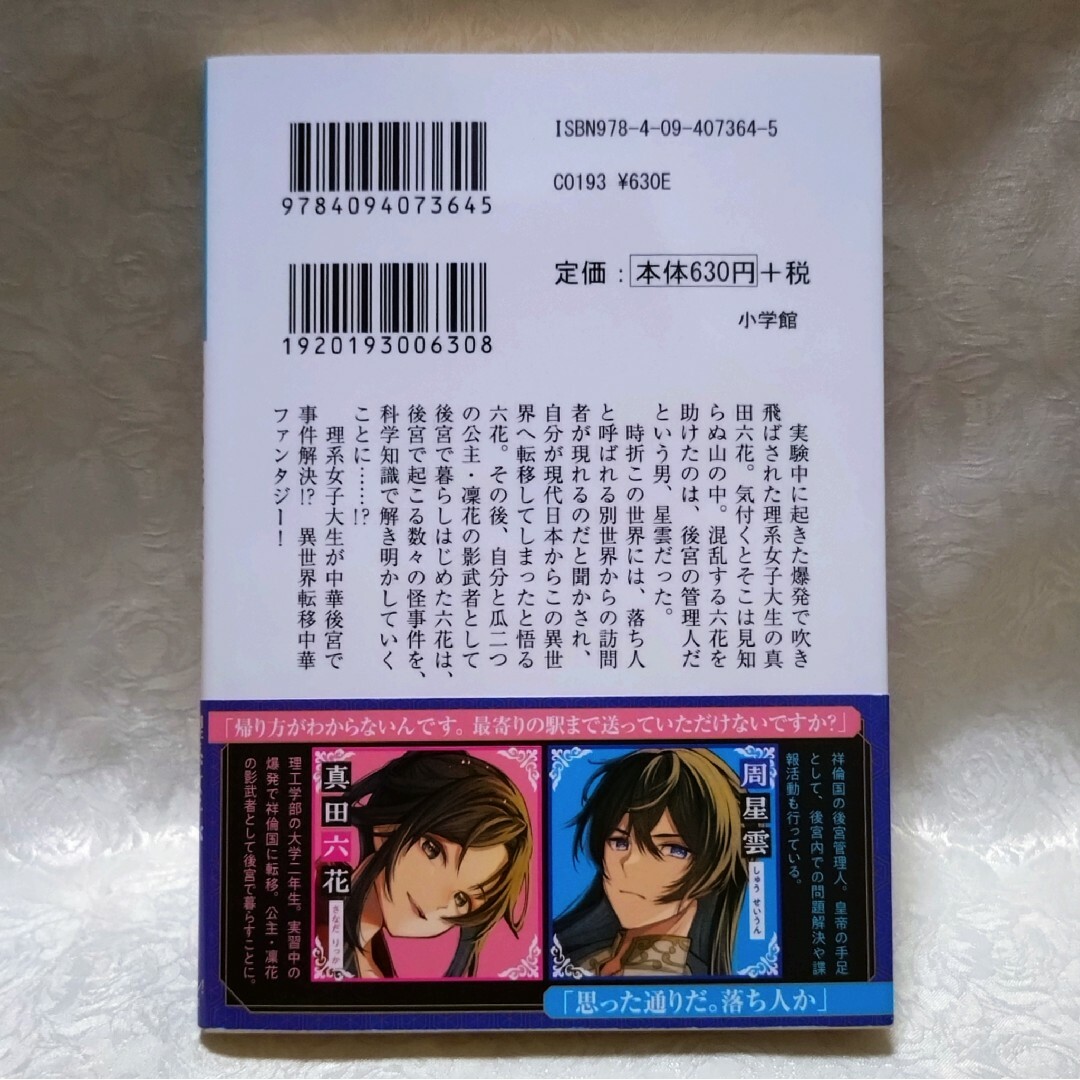 ISBN978-4-09-407364-5
C0193 ¥630E
9784094073645
定価：本体630円＋税
小学館
1920193006308
実験中に起きた爆発で吹き
飛ばされた理系女子大生の真
田六花。気付くとそこは見知
らぬ山の中。混乱する六花を
助けたのは、後宮の管理人だ
という男、星雲だった。
時折この世界には、落ち人
と呼ばれる別世界からの訪問
者が現れるのだと聞かされ、
自分が現代日本からこの異世
界へ転移してしまったと悟る
六花。その後、自分と瓜二つ
の公主・凜花の影武者として
後宮で暮らしはじめた六花は、
後宮で起こる数々の怪事件を、
科学知識で解き明かしていく
ことに……!?
理系女子大生が中華後宮で
事件解決!?　異世界転移中華
ファンタジー！
「帰り方がわからないんです。最寄りの駅まで送っていただけないですか?」
祥倫国の後宮管理人。皇帝の手足
として、後宮内での問題解決や諜
報活動も行っている。
周星雲
しゅう せいうん
真田六花
さなだ りっか
理工学部の大学二年生。実習中の
爆発で祥倫国に転移。公主・凜花
の影武者として後宮で暮らすことに。
「思った通りだ。落ち人か」